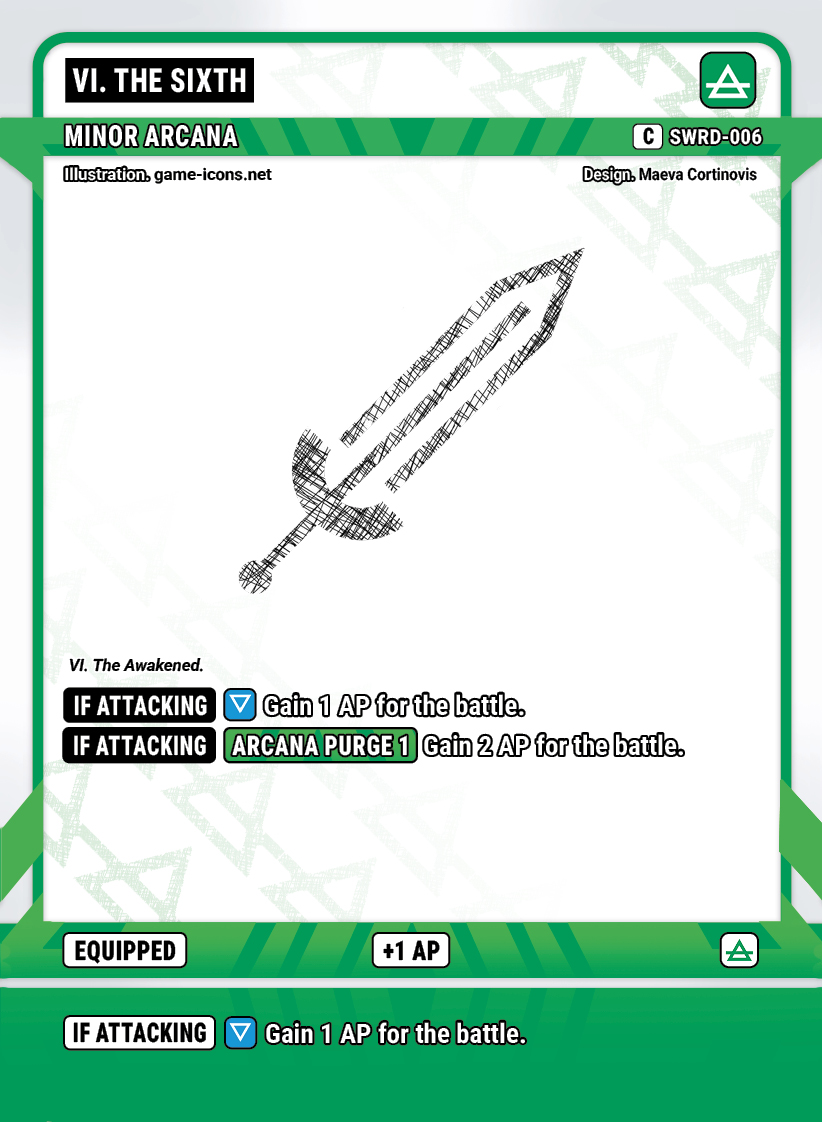 VI. THE SIXTH
MINOR ARCANA
C SWRD-006
Illustration. game-icons.net
Design. Maeva Cortinovis
VI. The Awakened.
IF ATTACKING Gain 1 AP for the battle.
IF ATTACKING ARCANA PURGE 1 Gain 2 AP for the battle.
EQUIPPED
+1 AP
IF ATTACKING Gain 1 AP for the battle.